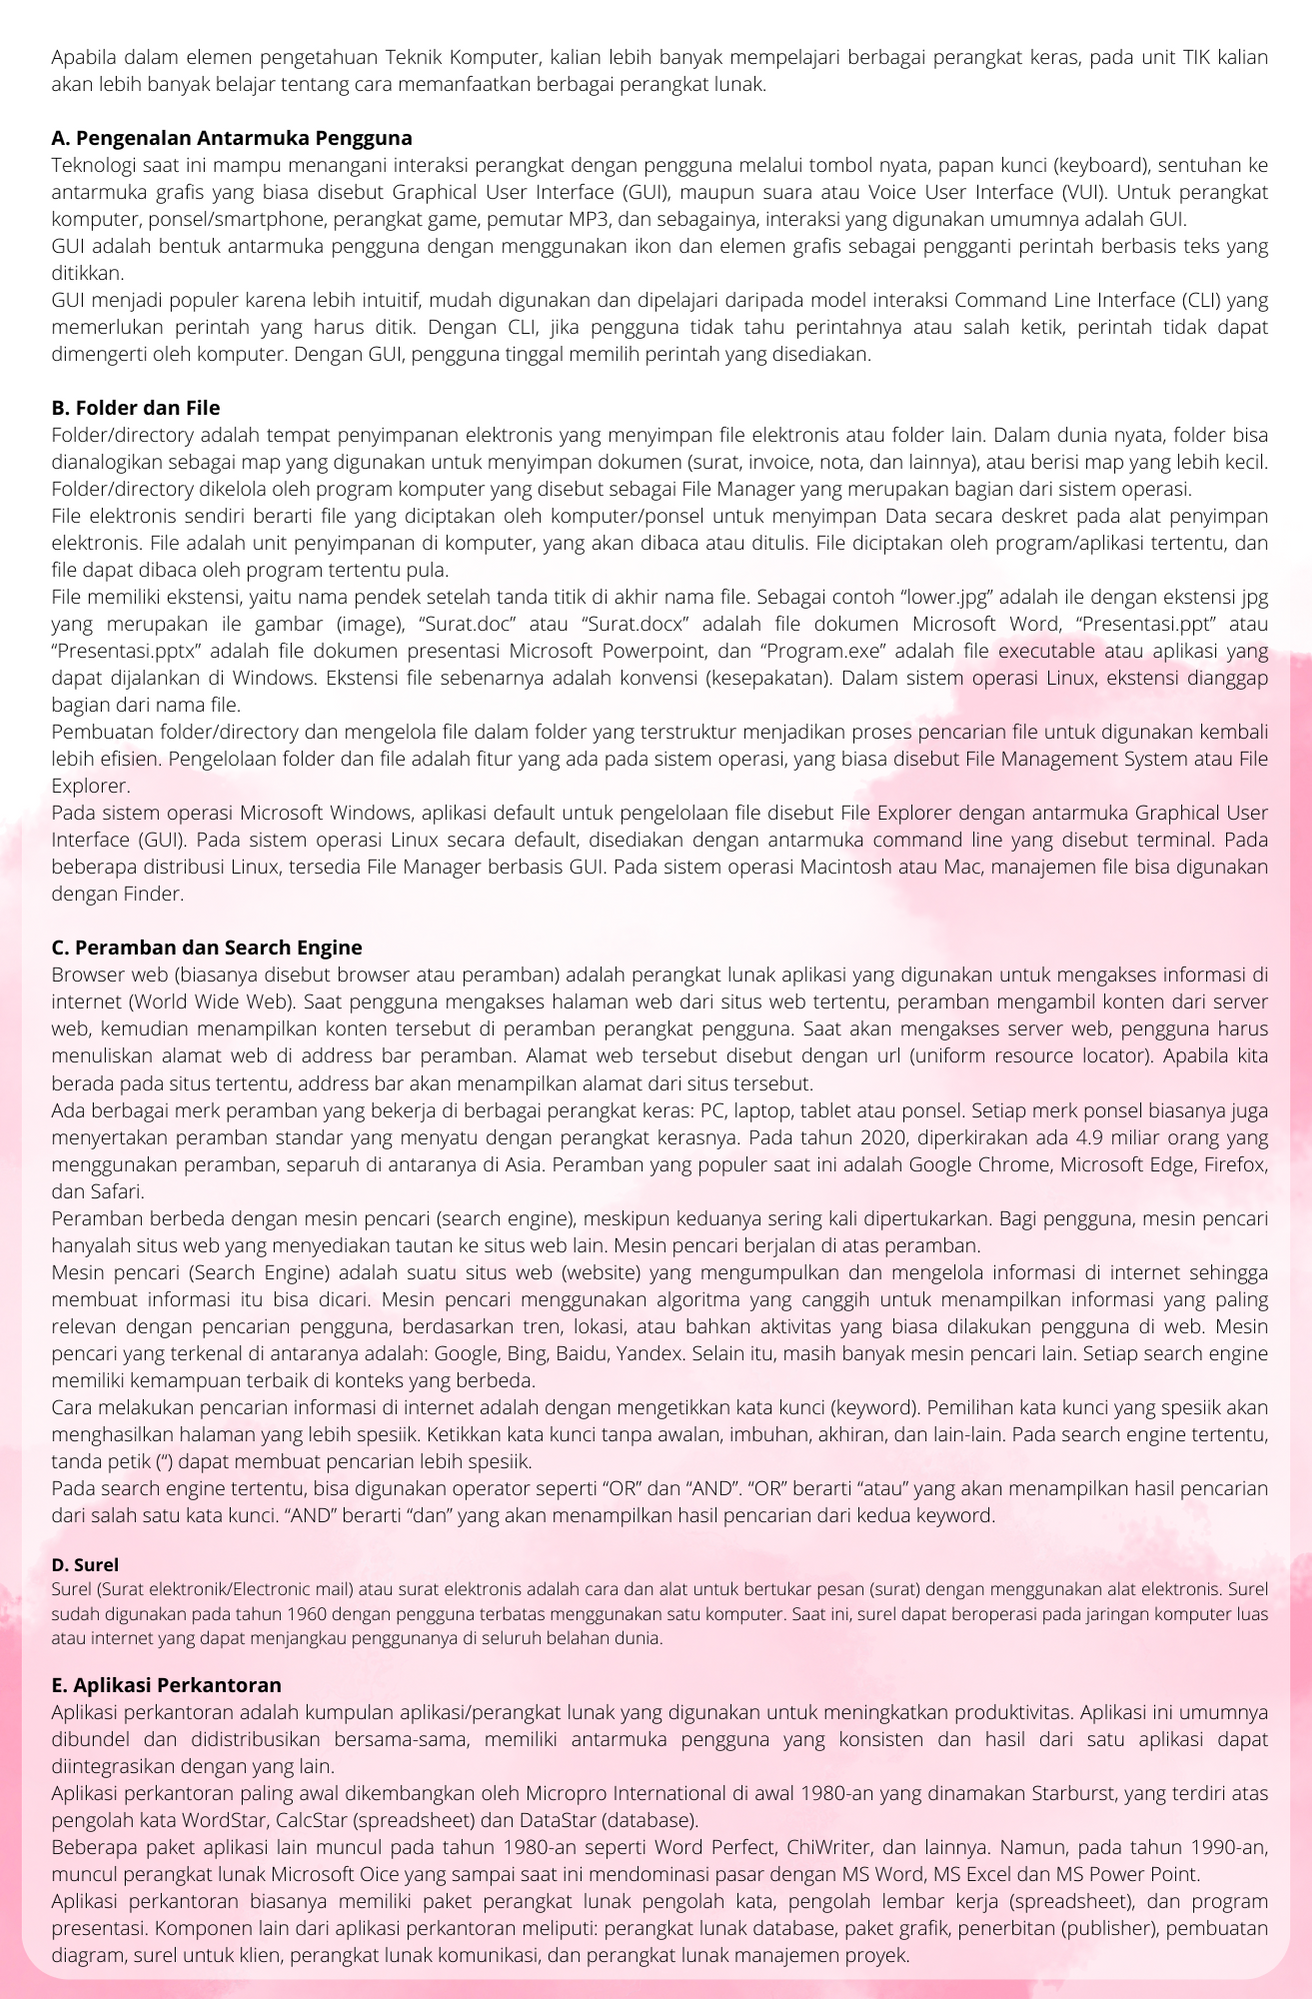 Apabila dalam elemen pengetahuan Teknik Komputer, kalian lebih banyak mempelajari berbagai perangkat keras, pada unit TIK kalian
akan lebih banyak belajar tentang cara memanfaatkan berbagai perangkat lunak.
A. Pengenalan Antarmuka Pengguna
Teknologi saat ini mampu menangani interaksi perangkat dengan pengguna melalui tombol nyata, papan kunci (keyboard), sentuhan ke
antarmuka grafis yang biasa disebut Graphical User Interface (GUI), maupun suara atau Voice User Interface (VUI). Untuk perangkat
komputer, ponsel/smartphone, perangkat game, pemutar MP3, dan sebagainya, interaksi yang digunakan umumnya adalah GUI.
GUI adalah bentuk antarmuka pengguna dengan menggunakan ikon dan elemen grafis sebagai pengganti perintah berbasis teks yang
ditikkan.
GUI menjadi populer karena lebih intuitif, mudah digunakan dan dipelajari daripada model interaksi Command Line Interface (CLI) yang
memerlukan perintah yang harus ditik. Dengan CLI, jika pengguna tidak tahu perintahnya atau salah ketik, perintah tidak dapat
dimengerti oleh komputer. Dengan GUI, pengguna tinggal memilih perintah yang disediakan.
B. Folder dan File
Folder/directory adalah tempat penyimpanan elektronis yang menyimpan file elektronis atau folder lain. Dalam dunia nyata, folder bisa
dianalogikan sebagai map yang digunakan untuk menyimpan dokumen (surat, invoice, nota, dan lainnya), atau berisi map yang lebih kecil.
Folder/directory dikelola oleh program komputer yang disebut sebagai File Manager yang merupakan bagian dari sistem operasi.
File elektronis sendiri berarti file yang diciptakan oleh komputer/ponsel untuk menyimpan Data secara deskret pada alat penyimpan
elektronis. File adalah unit penyimpanan di komputer, yang akan dibaca atau ditulis. File diciptakan oleh program/aplikasi tertentu, dan
file dapat dibaca oleh program tertentu pula.
File memiliki ekstensi, yaitu nama pendek setelah tanda titik di akhir nama file. Sebagai contoh “lower.jpg” adalah ile dengan ekstensi jpg
yang merupakan ile gambar (image), “Surat.doc” atau “Surat.docx” adalah file dokumen Microsoft Word, “Presentasi.ppt” atau
“Presentasi.pptx” adalah file dokumen presentasi Microsoft Powerpoint, dan “Program.exe” adalah file executable atau aplikasi yang
dapat dijalankan di Windows. Ekstensi file sebenarnya adalah konvensi (kesepakatan). Dalam sistem operasi Linux, ekstensi dianggap
bagian dari nama file.
Pembuatan folder/directory dan mengelola file dalam folder yang terstruktur menjadikan proses pencarian file untuk digunakan kembali
lebih efisien. Pengelolaan folder dan file adalah fitur yang ada pada sistem operasi, yang biasa disebut File Management System atau File
Explorer.
Pada sistem operasi Microsoft Windows, aplikasi default untuk pengelolaan file disebut File Explorer dengan antarmuka Graphical User
Interface (GUI). Pada sistem operasi Linux secara default, disediakan dengan antarmuka command line yang disebut terminal. Pada
beberapa distribusi Linux, tersedia File Manager berbasis GUI. Pada sistem operasi Macintosh atau Mac, manajemen file bisa digunakan
dengan Finder.
C. Peramban dan Search Engine
Browser web (biasanya disebut browser atau peramban) adalah perangkat lunak aplikasi yang digunakan untuk mengakses informasi di
internet (World Wide Web). Saat pengguna mengakses halaman web dari situs web tertentu, peramban mengambil konten dari server
web, kemudian menampilkan konten tersebut di peramban perangkat pengguna. Saat akan mengakses server web, pengguna harus
menuliskan alamat web di address bar peramban. Alamat web tersebut disebut dengan url (uniform resource locator). Apabila kita
berada pada situs tertentu, address bar akan menampilkan alamat dari situs tersebut.
Ada berbagai merk peramban yang bekerja di berbagai perangkat keras: PC, laptop, tablet atau ponsel. Setiap merk ponsel biasanya juga
menyertakan peramban standar yang menyatu dengan perangkat kerasnya. Pada tahun 2020, diperkirakan ada 4.9 miliar orang yang
menggunakan peramban, separuh di antaranya di Asia. Peramban yang populer saat ini adalah Google Chrome, Microsoft Edge, Firefox,
dan Safari.
Peramban berbeda dengan mesin pencari (search engine), meskipun keduanya sering kali dipertukarkan. Bagi pengguna, mesin pencari
hanyalah situs web yang menyediakan tautan ke situs web lain. Mesin pencari berjalan di atas peramban.
Mesin pencari (Search Engine) adalah suatu situs web (website) yang mengumpulkan dan mengelola informasi di internet sehingga
membuat informasi itu bisa dicari. Mesin pencari menggunakan algoritma yang canggih untuk menampilkan informasi yang paling
relevan dengan pencarian pengguna, berdasarkan tren, lokasi, atau bahkan aktivitas yang biasa dilakukan pengguna di web. Mesin
pencari yang terkenal di antaranya adalah: Google, Bing, Baidu, Yandex. Selain itu, masih banyak mesin pencari lain. Setiap search engine
memiliki kemampuan terbaik di konteks yang berbeda.
Cara melakukan pencarian informasi di internet adalah dengan mengetikkan kata kunci (keyword). Pemilihan kata kunci yang spesiik akan
menghasilkan halaman yang lebih spesiik. Ketikkan kata kunci tanpa awalan, imbuhan, akhiran, dan lain-lain. Pada search engine tertentu,
tanda petik (“) dapat membuat pencarian lebih spesiik.
Pada search engine tertentu, bisa digunakan operator seperti “OR” dan “AND”. “OR” berarti “atau” yang akan menampilkan hasil pencarian
dari salah satu kata kunci. “AND” berarti “dan” yang akan menampilkan hasil pencarian dari kedua keyword.
D. Surel
Surel (Surat elektronik/Electronic mail) atau surat elektronis adalah cara dan alat untuk bertukar pesan (surat) dengan menggunakan alat elektronis. Surel
sudah digunakan pada tahun 1960 dengan pengguna terbatas menggunakan satu komputer. Saat ini, surel dapat beroperasi pada jaringan komputer luas
atau internet yang dapat menjangkau penggunanya di seluruh belahan dunia.
E. Aplikasi Perkantoran
Aplikasi perkantoran adalah kumpulan aplikasi/perangkat lunak yang digunakan untuk meningkatkan produktivitas. Aplikasi ini umumnya
dibundel dan didistribusikan bersama-sama, memiliki antarmuka pengguna yang konsisten dan hasil dari satu aplikasi dapat
diintegrasikan dengan yang lain.
Aplikasi perkantoran paling awal dikembangkan oleh Micropro International di awal 1980-an yang dinamakan Starburst, yang terdiri atas
pengolah kata WordStar, CalcStar (spreadsheet) dan DataStar (database).
Beberapa paket aplikasi lain muncul pada tahun 1980-an seperti Word Perfect, ChiWriter, dan lainnya. Namun, pada tahun 1990-an,
muncul perangkat lunak Microsoft Oice yang sampai saat ini mendominasi pasar dengan MS Word, MS Excel dan MS Power Point.
Aplikasi perkantoran biasanya memiliki paket perangkat lunak pengolah kata, pengolah lembar kerja (spreadsheet), dan program
presentasi. Komponen lain dari aplikasi perkantoran meliputi: perangkat lunak database, paket grafik, penerbitan (publisher), pembuatan
diagram, surel untuk klien, perangkat lunak komunikasi, dan perangkat lunak manajemen proyek.